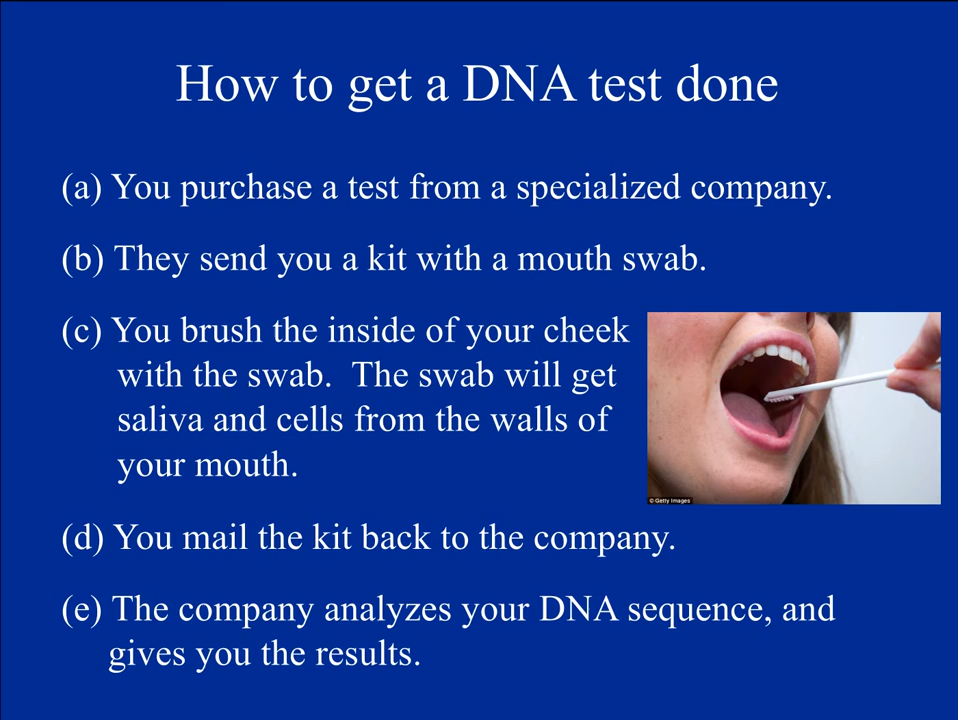 How to get a DNA test done
(a) You purchase a test from a specialized company.
(b) They send you a kit with a mouth swab.
(c) You brush the inside of your cheek
with the swab.  The swab will get
saliva and cells from the walls of
your mouth.
© Getty Images
(d) You mail the kit back to the company.
(e) The company analyzes your DNA sequence, and
gives you the results.